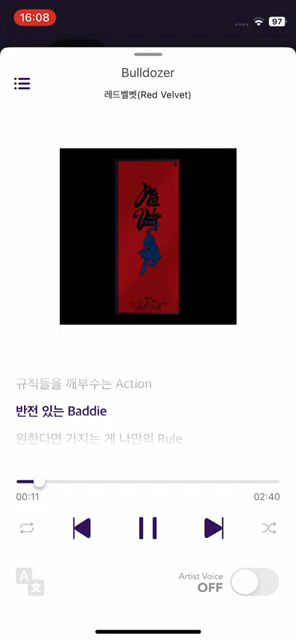 16:08
97
Bulldozer
레드벨벳(Red Velvet)
규칙들을 깨부수는 Action
반전 있는 Baddie
원한다면 가지는 게 나만의 Rule
00:11
02:40
A
文
Artist Voice
OFF